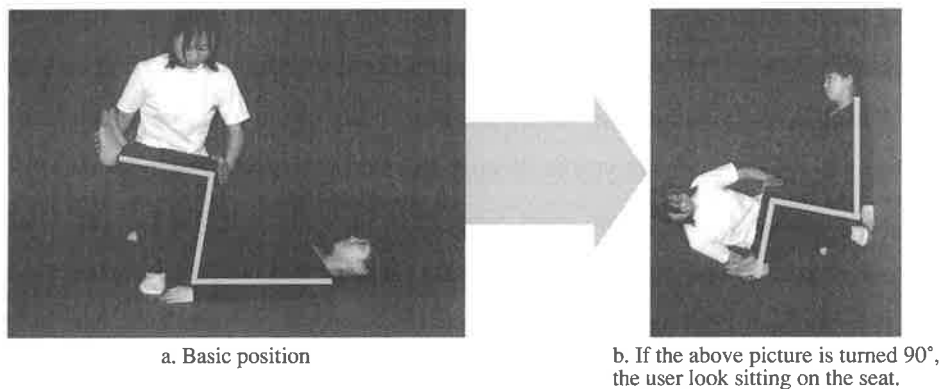 a. Basic position
b. If the above picture is turned 90°,
the user look sitting on the seat.